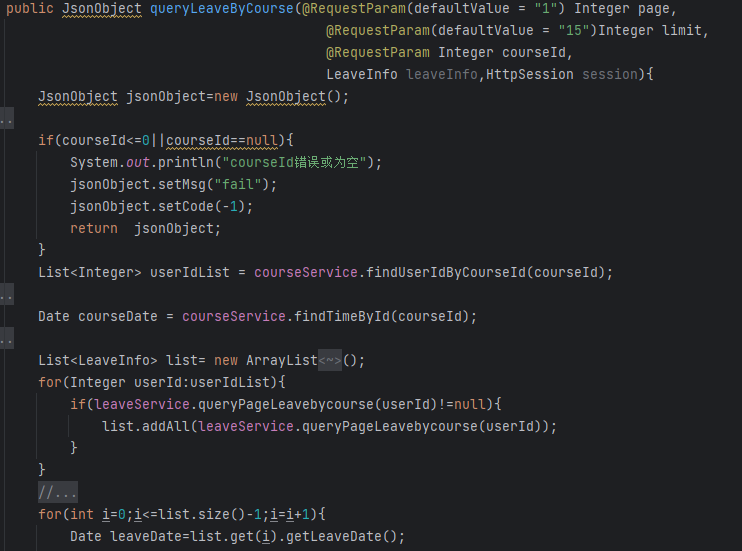 public JsonObject queryLeaveByCourse(@RequestParam(defaultValue = "1") Integer page,
@RequestParam(defaultValue = "15")Integer limit,
@RequestParam Integer courseId,
LeaveInfo leaveInfo,HttpSession session){
JsonObject jsonObject=new JsonObject();
..
if(courseId<=0||courseId==null){
System.out.println("courseId错误或为空");
jsonObject.setMsg("fail");
jsonObject.setCode(-1);
return  jsonObject;
}
List<Integer> userIdList = courseService.findUserIdByCourseId(courseId);
..
Date courseDate = courseService.findTimeById(courseId);
..
List<LeaveInfo> list= new ArrayList<~>();
for(Integer userId:userIdList){
if(leaveService.queryPageLeavebycourse(userId)!=null){
list.addAll(leaveService.queryPageLeavebycourse(userId));
}
}
//...
for(int i=0;i<=list.size()-1;i=i+1){
Date leaveDate=list.get(i).getLeaveDate();